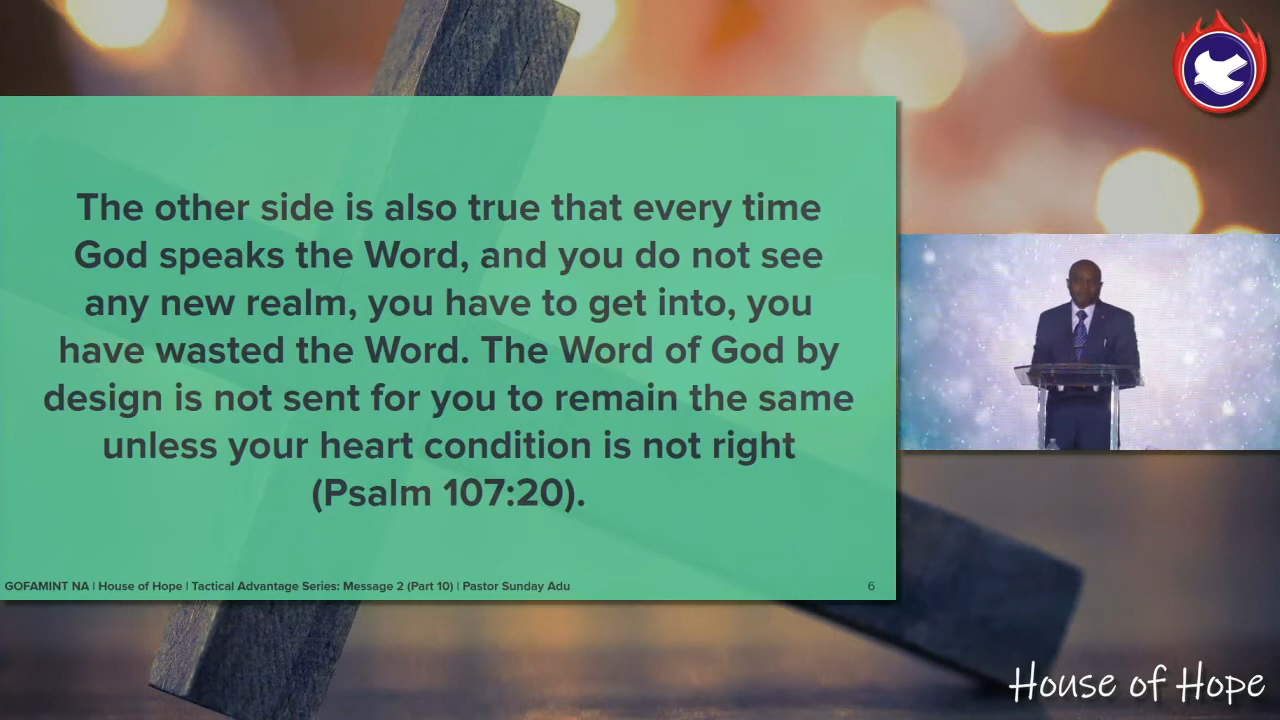 The other side is also true that every time
God speaks the Word, and you do not see
any new realm, you have to get into, you
have wasted the Word. The Word of God by
design is not sent for you to remain the same
unless your heart condition is not right
(Psalm 107:20).
GOFAMINT NA | House of Hope | Tactical Advantage Series: Message 2 (Part 10) | Pastor Sunday Adu
6
House of Hope